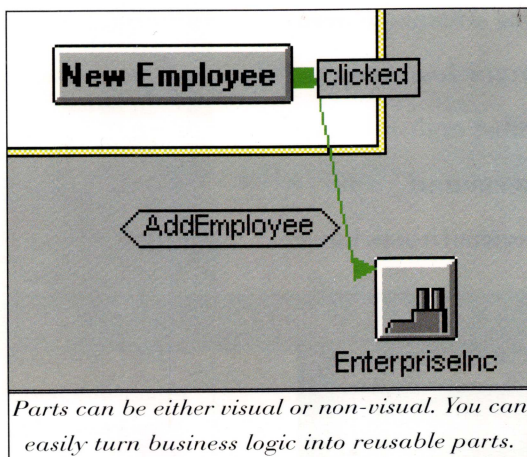 New Employee
clicked
AddEmployee
EnterpriseInc
Parts can be either visual or non-visual. You can
easily turn business logic into reusable parts.